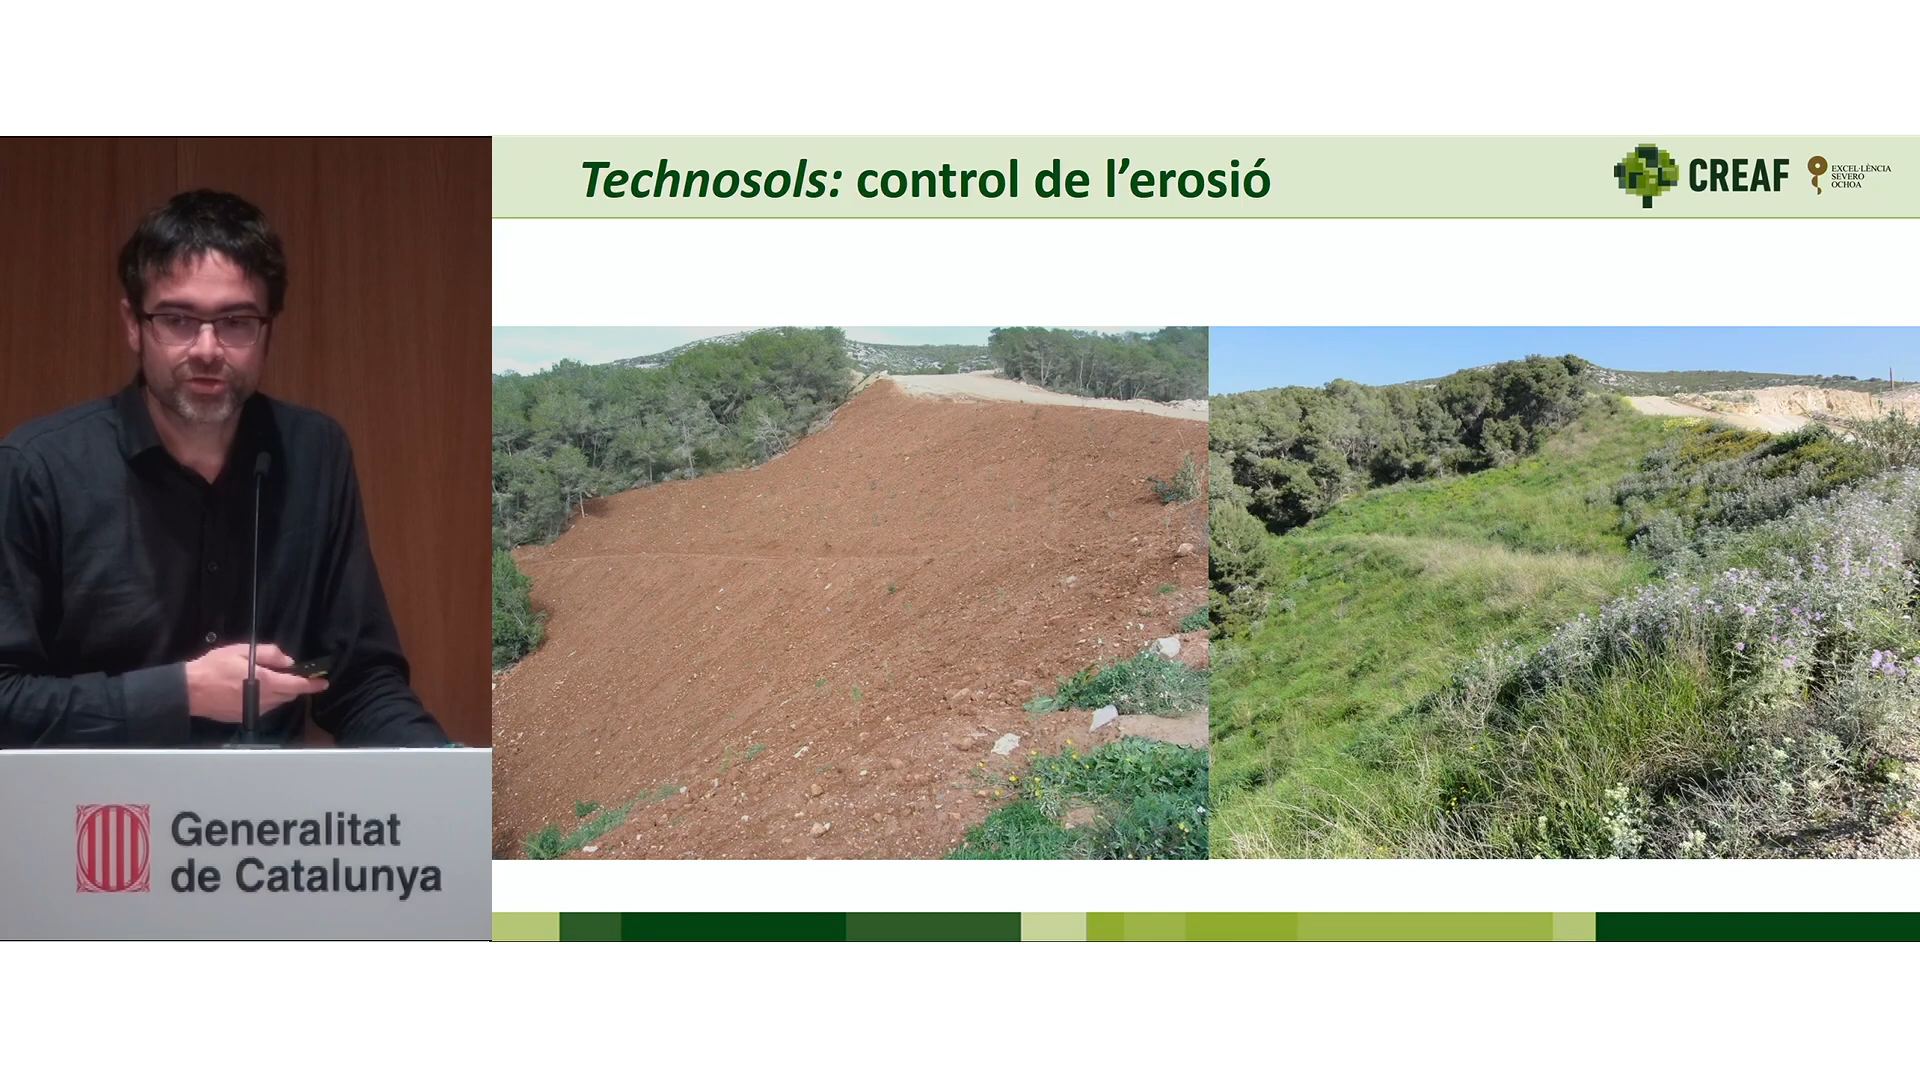 Technosols: control de l’erosió
CREAF
EXCEL·LÈNCIA
SEVERO
OCHOA
Generalitat
de Catalunya